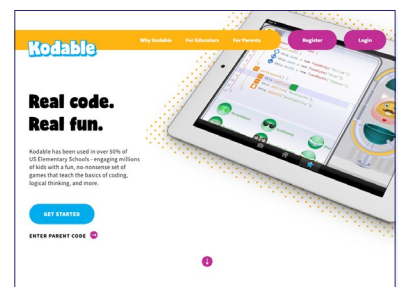 Why Kodable For Educators For Parents Register Login
Kodable
Real code.
Real fun.
Kodable has been used in over 50% of
US Elementary Schools - engaging millions
of kids with a fun, no-nonsense set of
games that teach the basics of coding,
logical thinking, and more.
GET STARTED
ENTER PARENT CODE